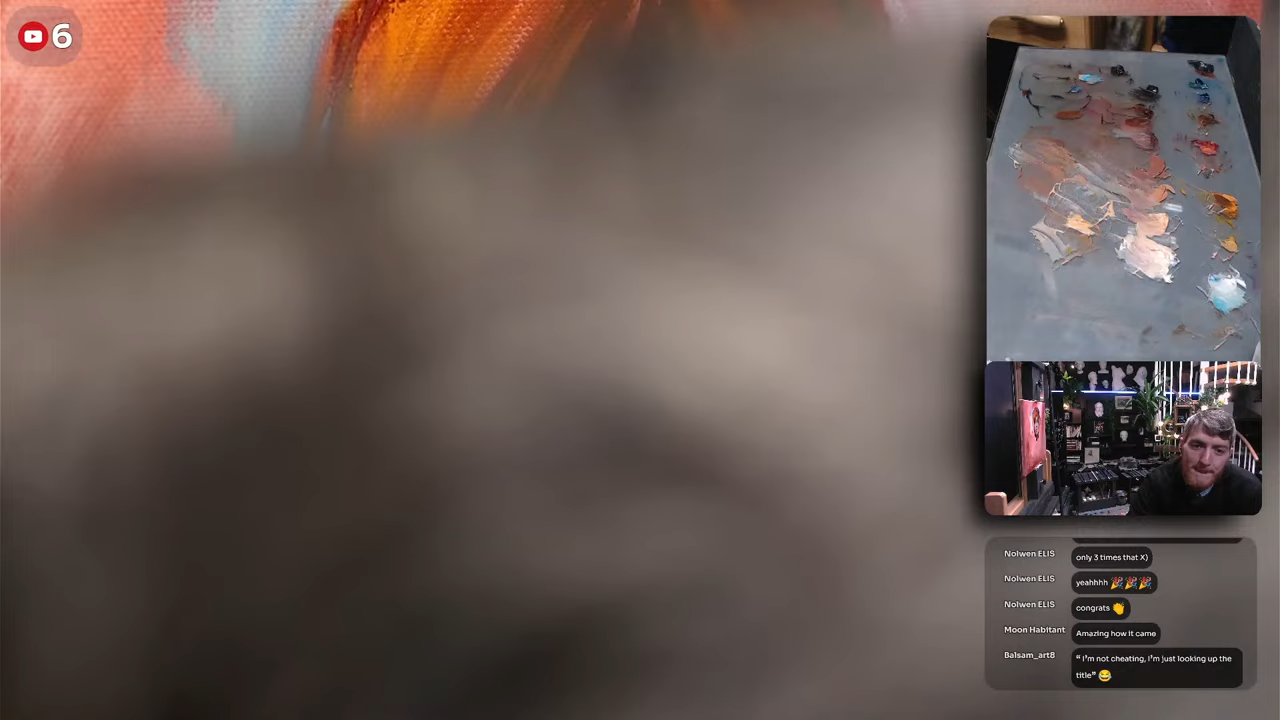 6
Nolwen ELIS
only 3 times that X)
Nolwen ELIS
yeahhhh 🎉🎉🎉
Nolwen ELIS
congrats 👏
Moon Habitant
Amazing how it came
Balsam_art8
“ I’m not cheating, I’m just looking up the
title” 😂